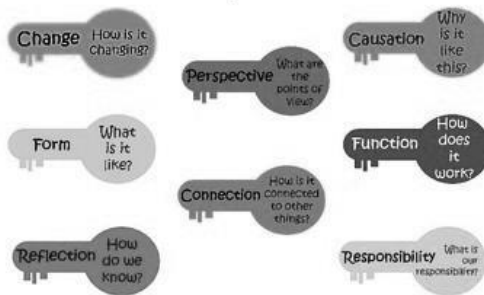 Change
How is it
changing?
Causation
Why
is it
like
this?
Perspective
What are
the
points of
view?
Form
What
is it
like?
Function
How
does
it
work?
Connection
How is it
connected
to other
things?
Reflection
How
do we
know?
Responsibility
What is
our
responsibility?